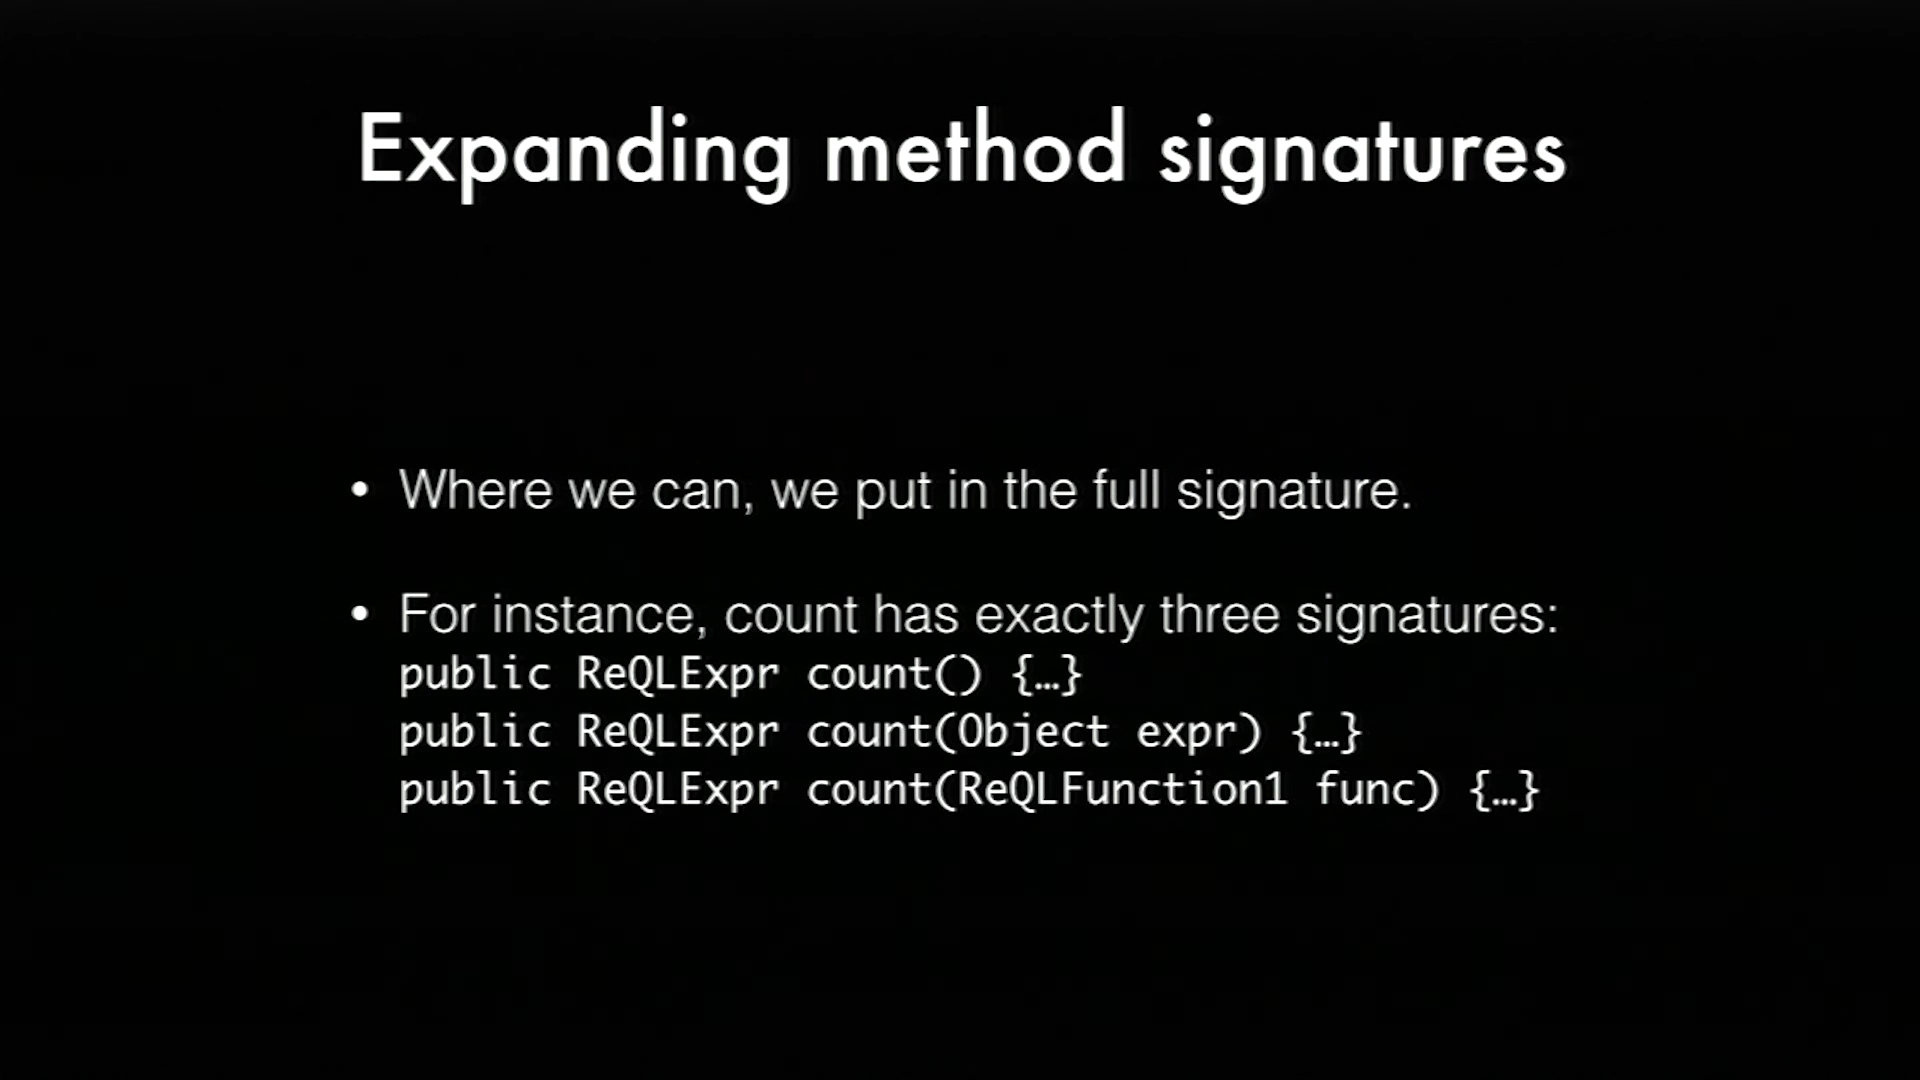 Expanding method signatures
• Where we can, we put in the full signature.
• For instance, count has exactly three signatures:
public ReQLExpr count() {…}
public ReQLExpr count(Object expr) {…}
public ReQLExpr count(ReQLFunction1 func) {…}